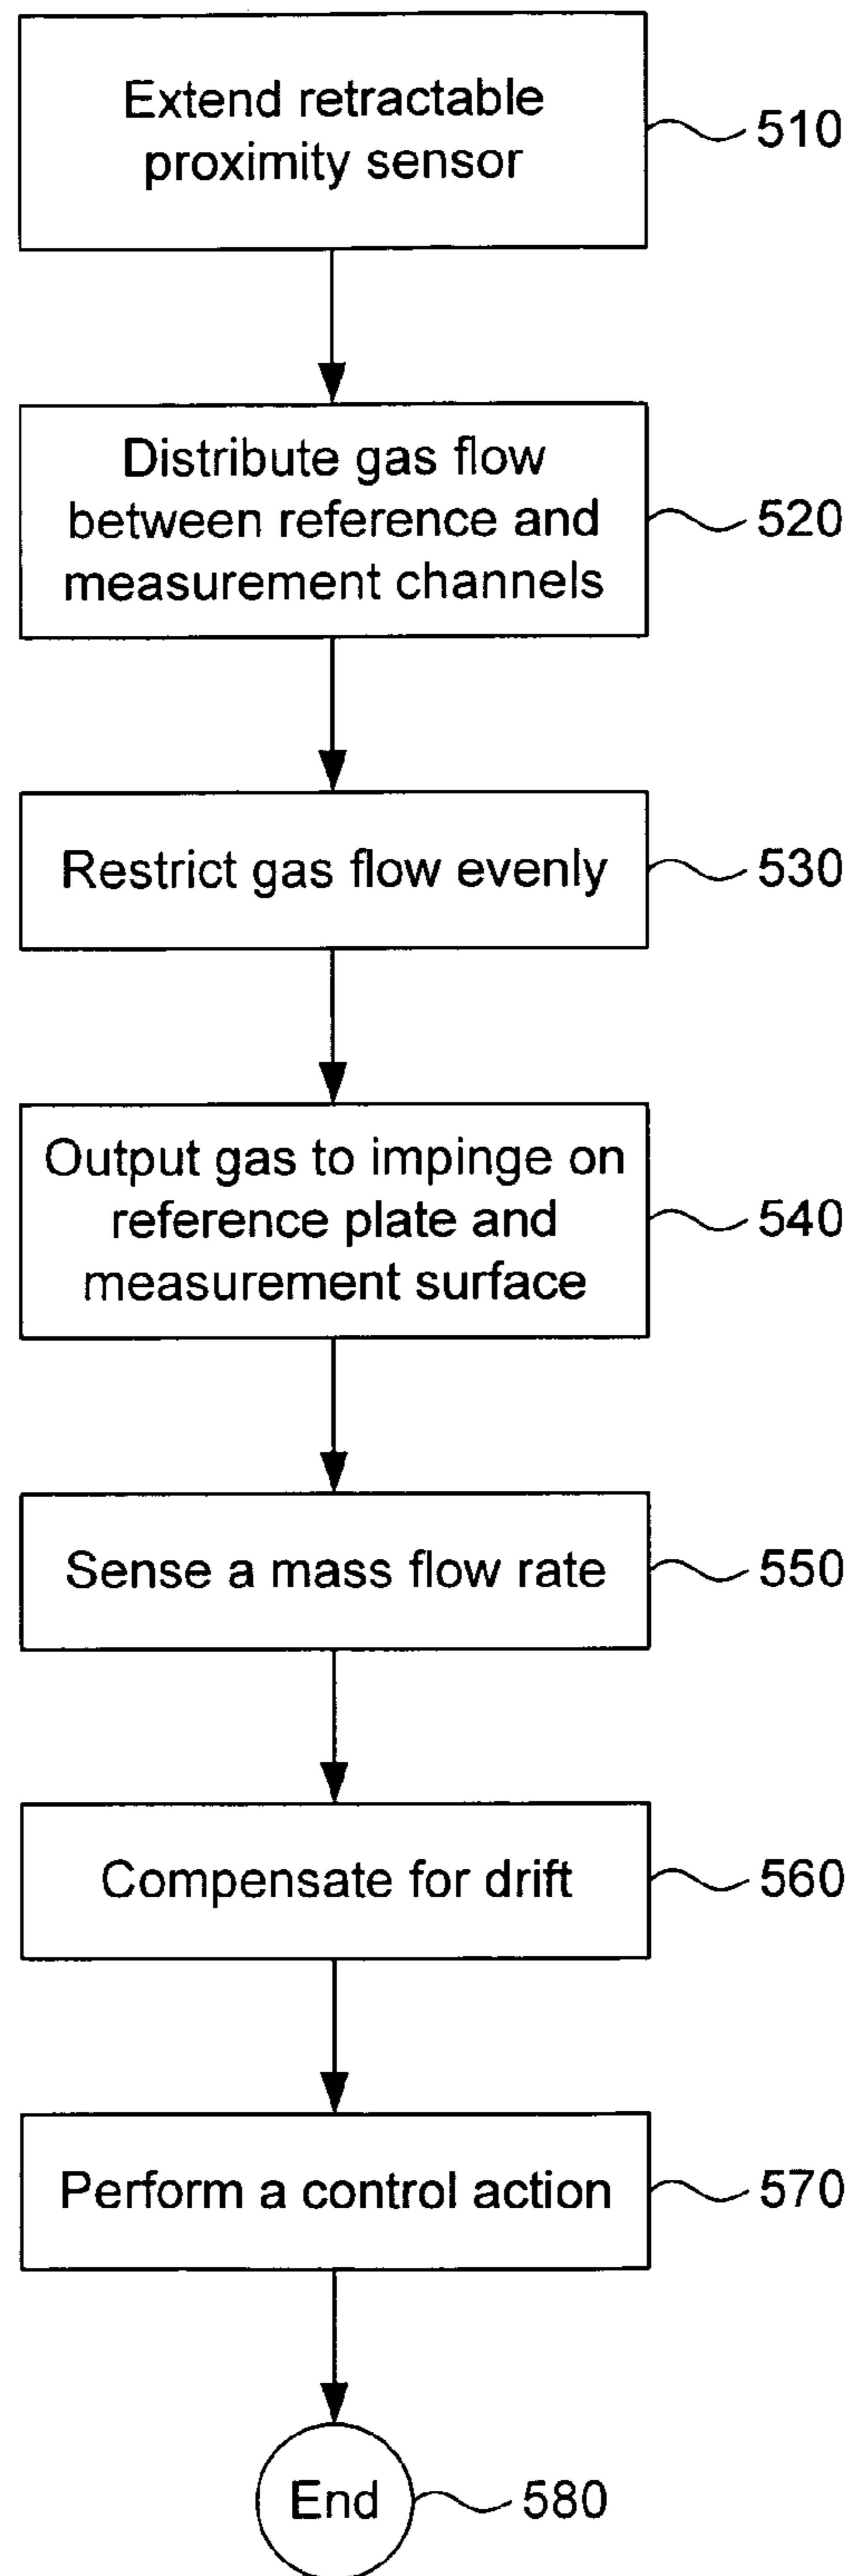 Extend retractable
proximity sensor
510
Distribute gas flow
between reference and
measurement channels
520
Restrict gas flow evenly
530
Output gas to impinge on
reference plate and
measurement surface
540
Sense a mass flow rate
550
Compensate for drift
560
Perform a control action
570
End
580